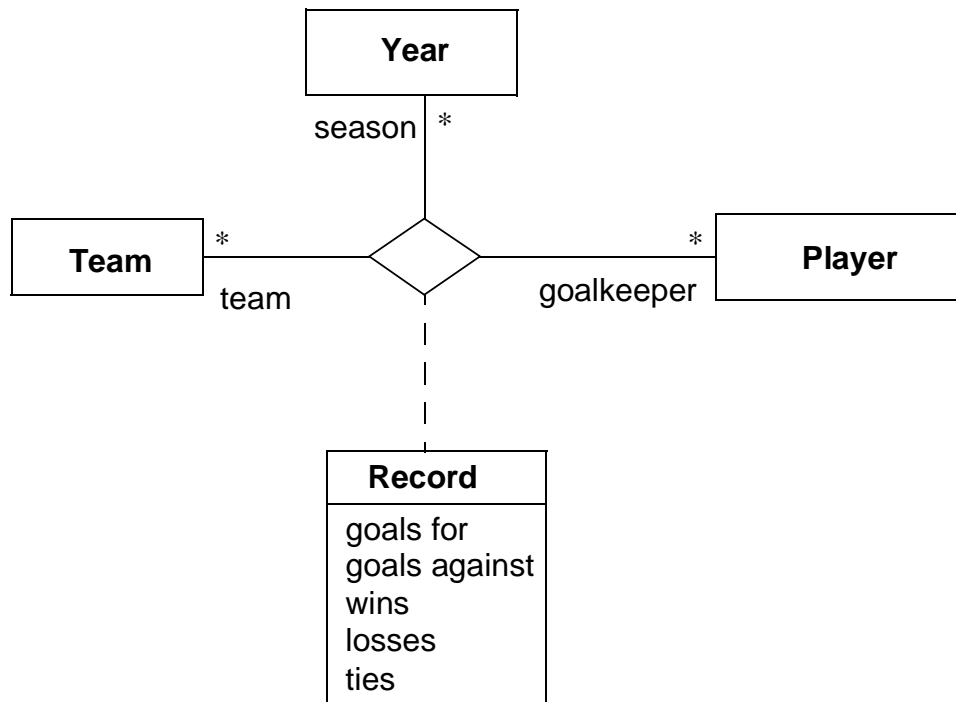 Year
season *
* *
Team Player
team goalkeeper
Record
goals for
goals against
wins
losses
ties